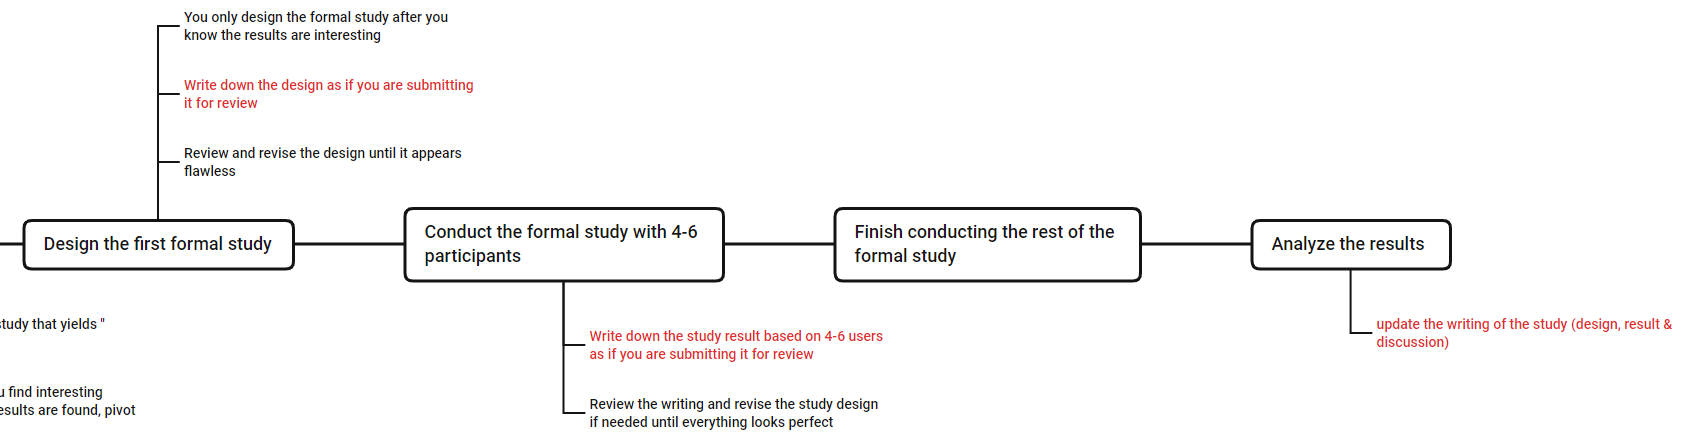 You only design the formal study after you
know the results are interesting
Write down the design as if you are submitting
it for review
Review and revise the design until it appears
flawless
Design the first formal study
Conduct the formal study with 4-6
participants
Finish conducting the rest of the
formal study
Analyze the results
study that yields "
find interesting
results are found, pivot
Write down the study result based on 4-6 users
as if you are submitting it for review
Review the writing and revise the study design
if needed until everything looks perfect
update the writing of the study (design, result &
discussion)